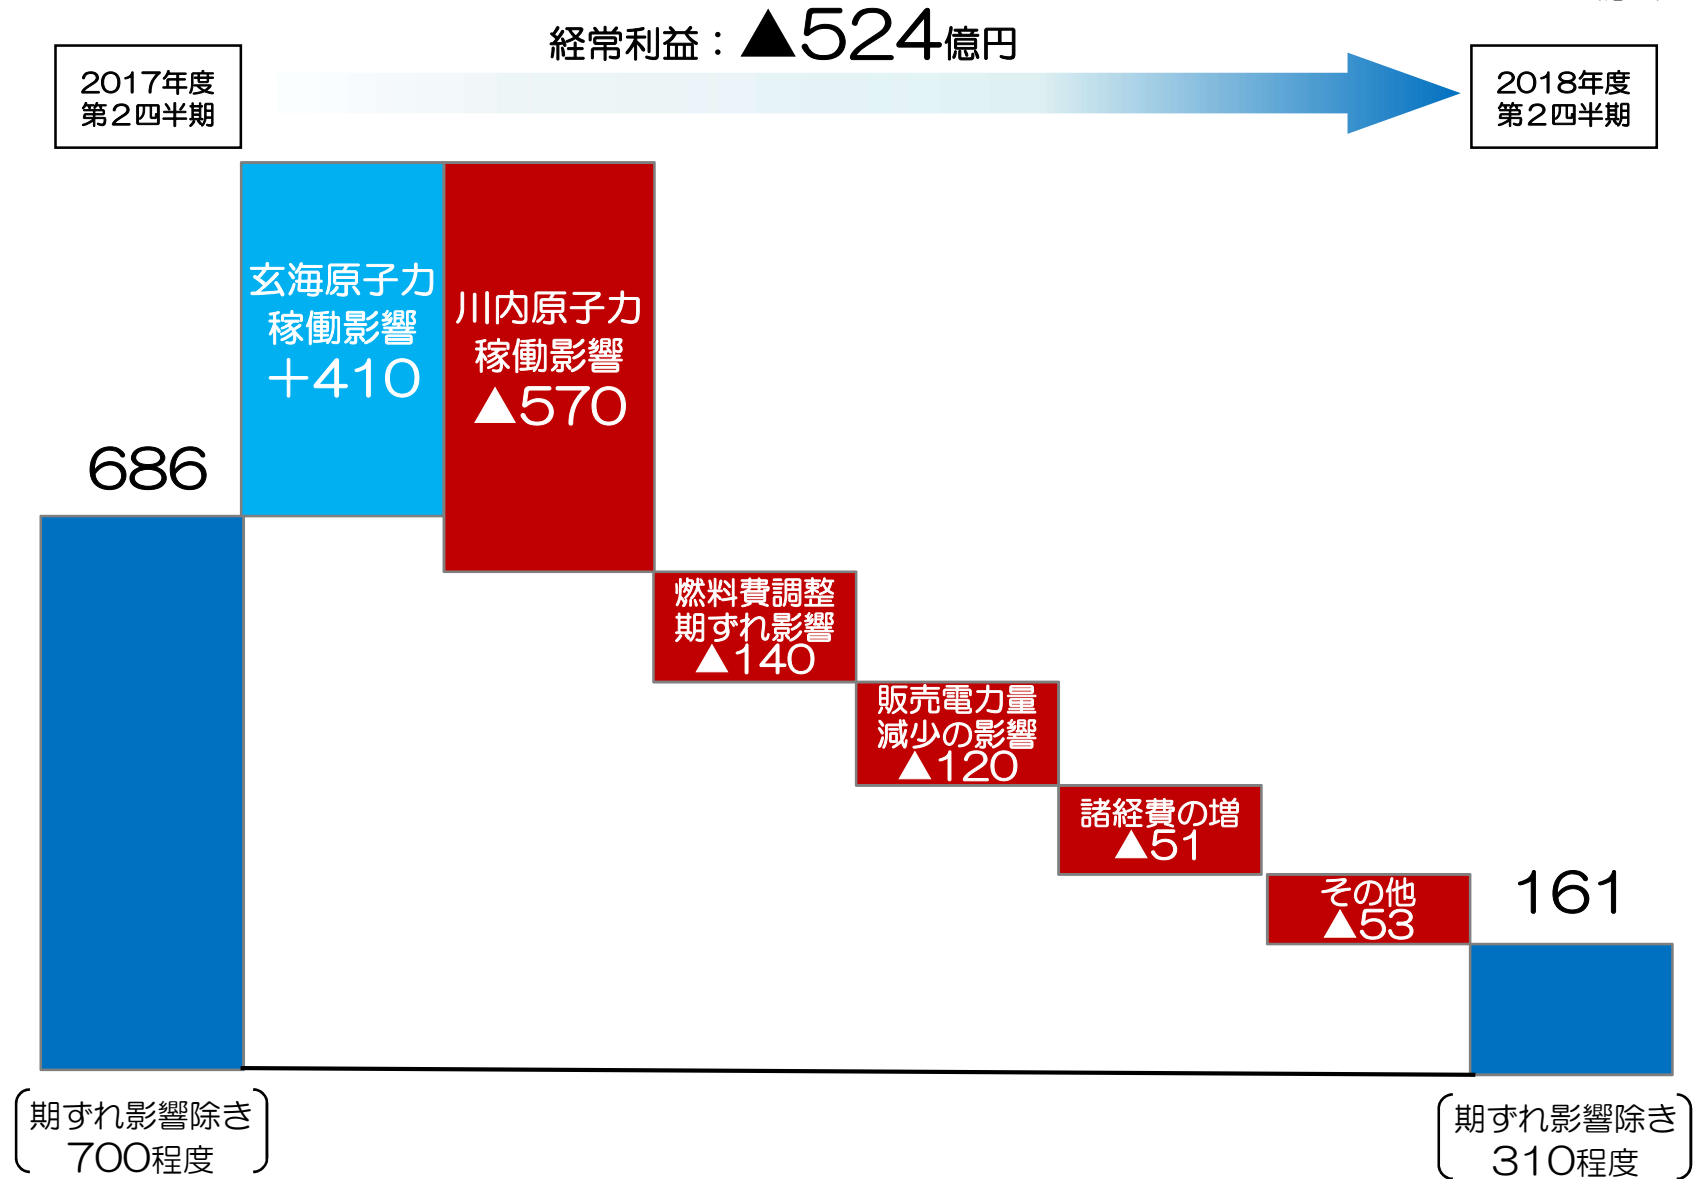 経常利益：▲524億円
2017年度
第２四半期
2018年度
第２四半期
玄海原子力
稼働影響
＋410
川内原子力
稼働影響
▲570
686
燃料費調整
期ずれ影響
▲140
販売電力量
減少の影響
▲120
諸経費の増
▲51
その他
▲53
161
期ずれ影響除き
700程度
期ずれ影響除き
310程度